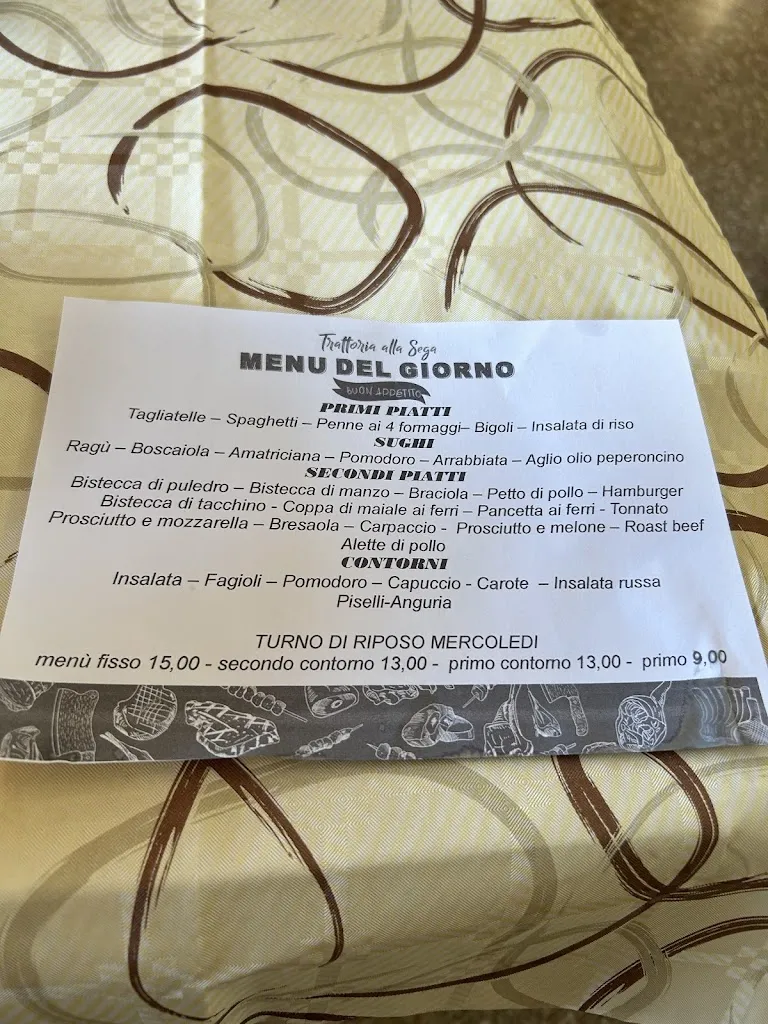 Trattoria alla Sega
MENU DEL GIORNO
BUON APPETITO
PRIMI PIATTI
Tagliatelle – Spaghetti – Penne ai 4 formaggi– Bigoli – Insalata di riso
SUGHI
Ragù – Boscaiola – Amatriciana – Pomodoro – Arrabbiata – Aglio olio peperoncino
SECONDI PIATTI
Bistecca di puledro – Bistecca di manzo – Braciola – Petto di pollo – Hamburger
Bistecca di tacchino - Coppa di maiale ai ferri – Pancetta ai ferri - Tonnato
Prosciutto e mozzarella – Bresaola – Carpaccio - Prosciutto e melone – Roast beef
Alette di pollo
CONTORNI
Insalata – Fagioli – Pomodoro – Capuccio - Carote – Insalata russa
Piselli-Anguria
TURNO DI RIPOSO MERCOLEDI
menù fisso 15,00 - secondo contorno 13,00 - primo contorno 13,00 - primo 9,00